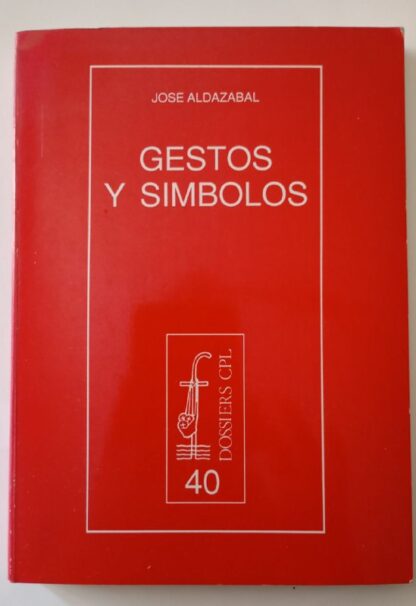 JOSE ALDAZABAL
GESTOS
Y SIMBOLOS
DOSSIERS CPL
40